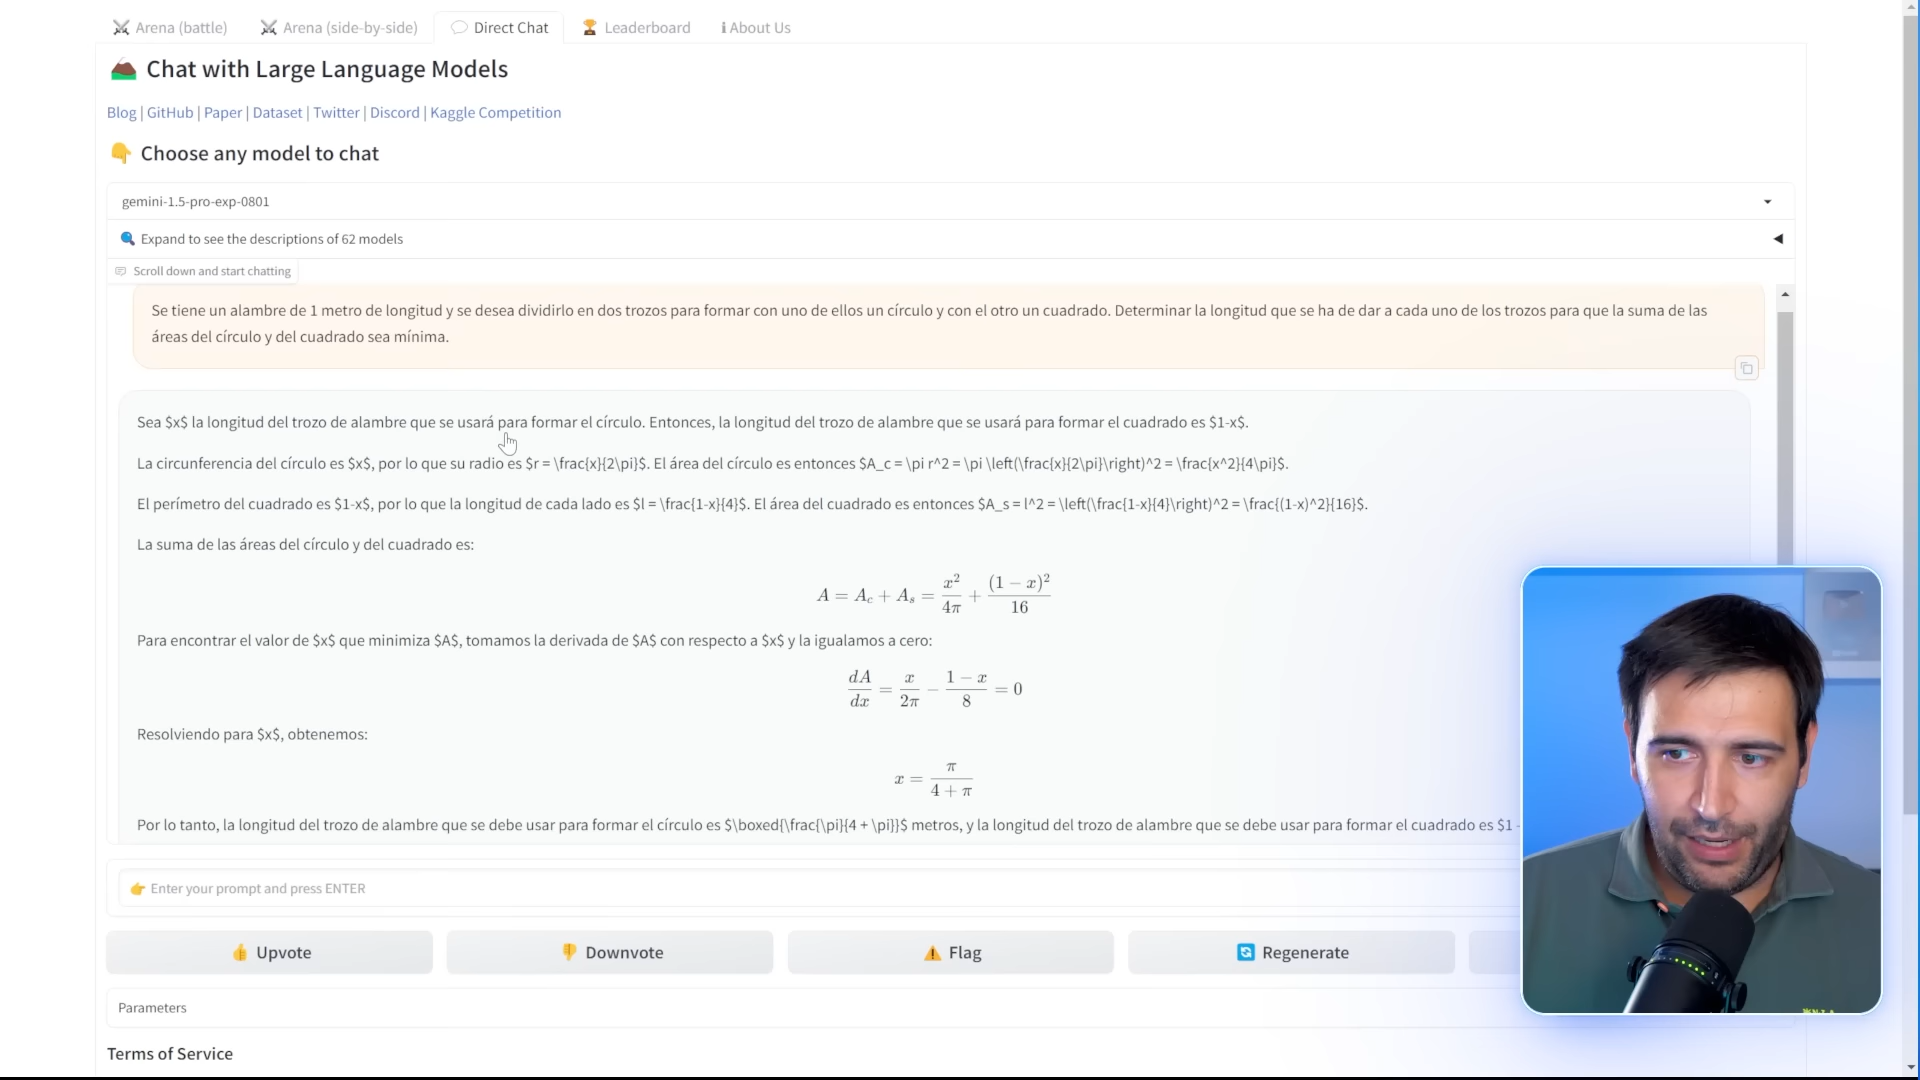 Arena (battle)
Arena (side-by-side)
Direct Chat
Leaderboard
About Us
Chat with Large Language Models
Blog | GitHub | Paper | Dataset | Twitter | Discord | Kaggle Competition
Choose any model to chat
gemini-1.5-pro-exp-0801
Expand to see the descriptions of 62 models
Scroll down and start chatting
Se tiene un alambre de 1 metro de longitud y se desea dividirlo en dos trozos para formar con uno de ellos un círculo y con el otro un cuadrado. Determinar la longitud que se ha de dar a cada uno de los trozos para que la suma de las
áreas del círculo y del cuadrado sea mínima.
Sea $x$ la longitud del trozo de alambre que se usará para formar el círculo. Entonces, la longitud del trozo de alambre que se usará para formar el cuadrado es $1-x$.
La circunferencia del círculo es $x$, por lo que su radio es $r = \frac{x}{2\pi}$. El área del círculo es entonces $A_c = \pi r^2 = \pi \left(\frac{x}{2\pi}\right)^2 = \frac{x^2}{4\pi}$.
El perímetro del cuadrado es $1-x$, por lo que la longitud de cada lado es $l = \frac{1-x}{4}$. El área del cuadrado es entonces $A_s = l^2 = \left(\frac{1-x}{4}\right)^2 = \frac{(1-x)^2}{16}$.
La suma de las áreas del círculo y del cuadrado es:
A = A_c + A_s = \frac{x^2}{4π} + \frac{(1 − x)^2}{16}
Para encontrar el valor de $x$ que minimiza $A$, tomamos la derivada de $A$ con respecto a $x$ y la igualamos a cero:
\frac{dA}{dx} = \frac{x}{2π} − \frac{1 − x}{8} = 0
Resolviendo para $x$, obtenemos:
x = \frac{π}{4 + π}
Por lo tanto, la longitud del trozo de alambre que se debe usar para formar el círculo es $\boxed{\frac{\pi}{4 + \pi}}$ metros, y la longitud del trozo de alambre que se debe usar para formar el cuadrado es $1 -
Enter your prompt and press ENTER
Upvote
Downvote
Flag
Regenerate
Parameters
Terms of Service